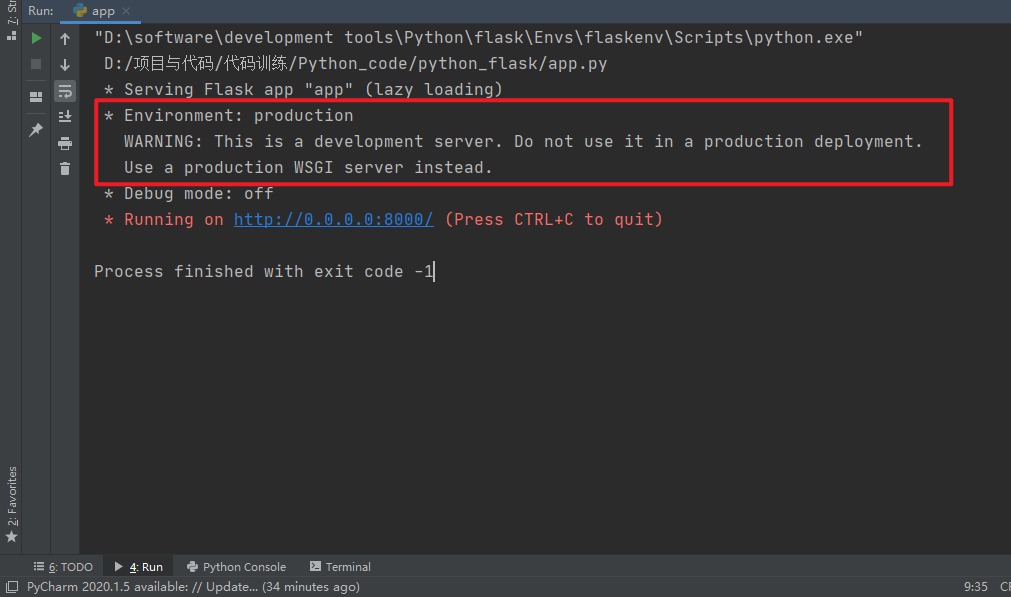 7: Str
Run: app
"D:\software\development tools\Python\flask\Envs\flaskenv\Scripts\python.exe"
D:/项目与代码/代码训练/Python_code/python_flask/app.py
* Serving Flask app "app" (lazy loading)
* Environment: production
WARNING: This is a development server. Do not use it in a production deployment.
Use a production WSGI server instead.
* Debug mode: off
* Running on http://0.0.0.0:8000/ (Press CTRL+C to quit)
Process finished with exit code -1
2: Favorites
6: TODO 4: Run Python Console Terminal
PyCharm 2020.1.5 available: // Update... (34 minutes ago) 9:35